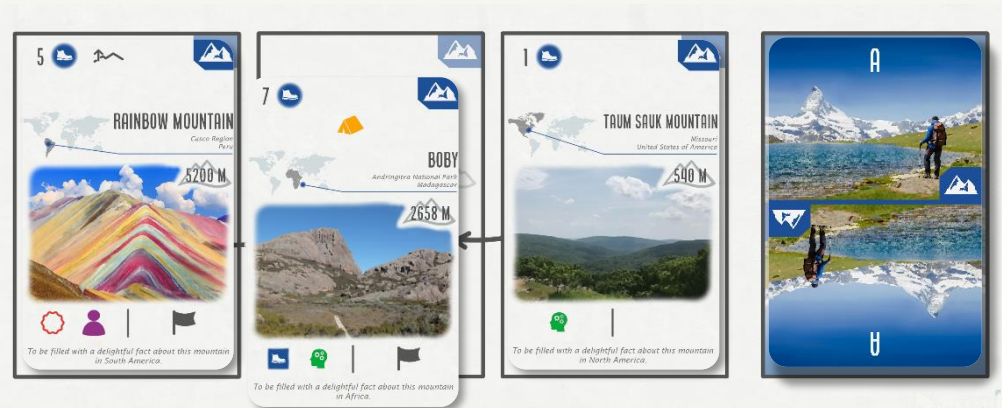 5
RAINBOW MOUNTAIN
Cusco Region
Peru
5200 M
To be filled with a delightful fact about this mountain
in South America.
7
BOBY
Andringitra National Park
Madagascar
2658 M
To be filled with a delightful fact about this mountain
in Africa.
1
TAUM SAUK MOUNTAIN
Missouri
United States of America
540 M
To be filled with a delightful fact about this mountain
in North America.
A
A